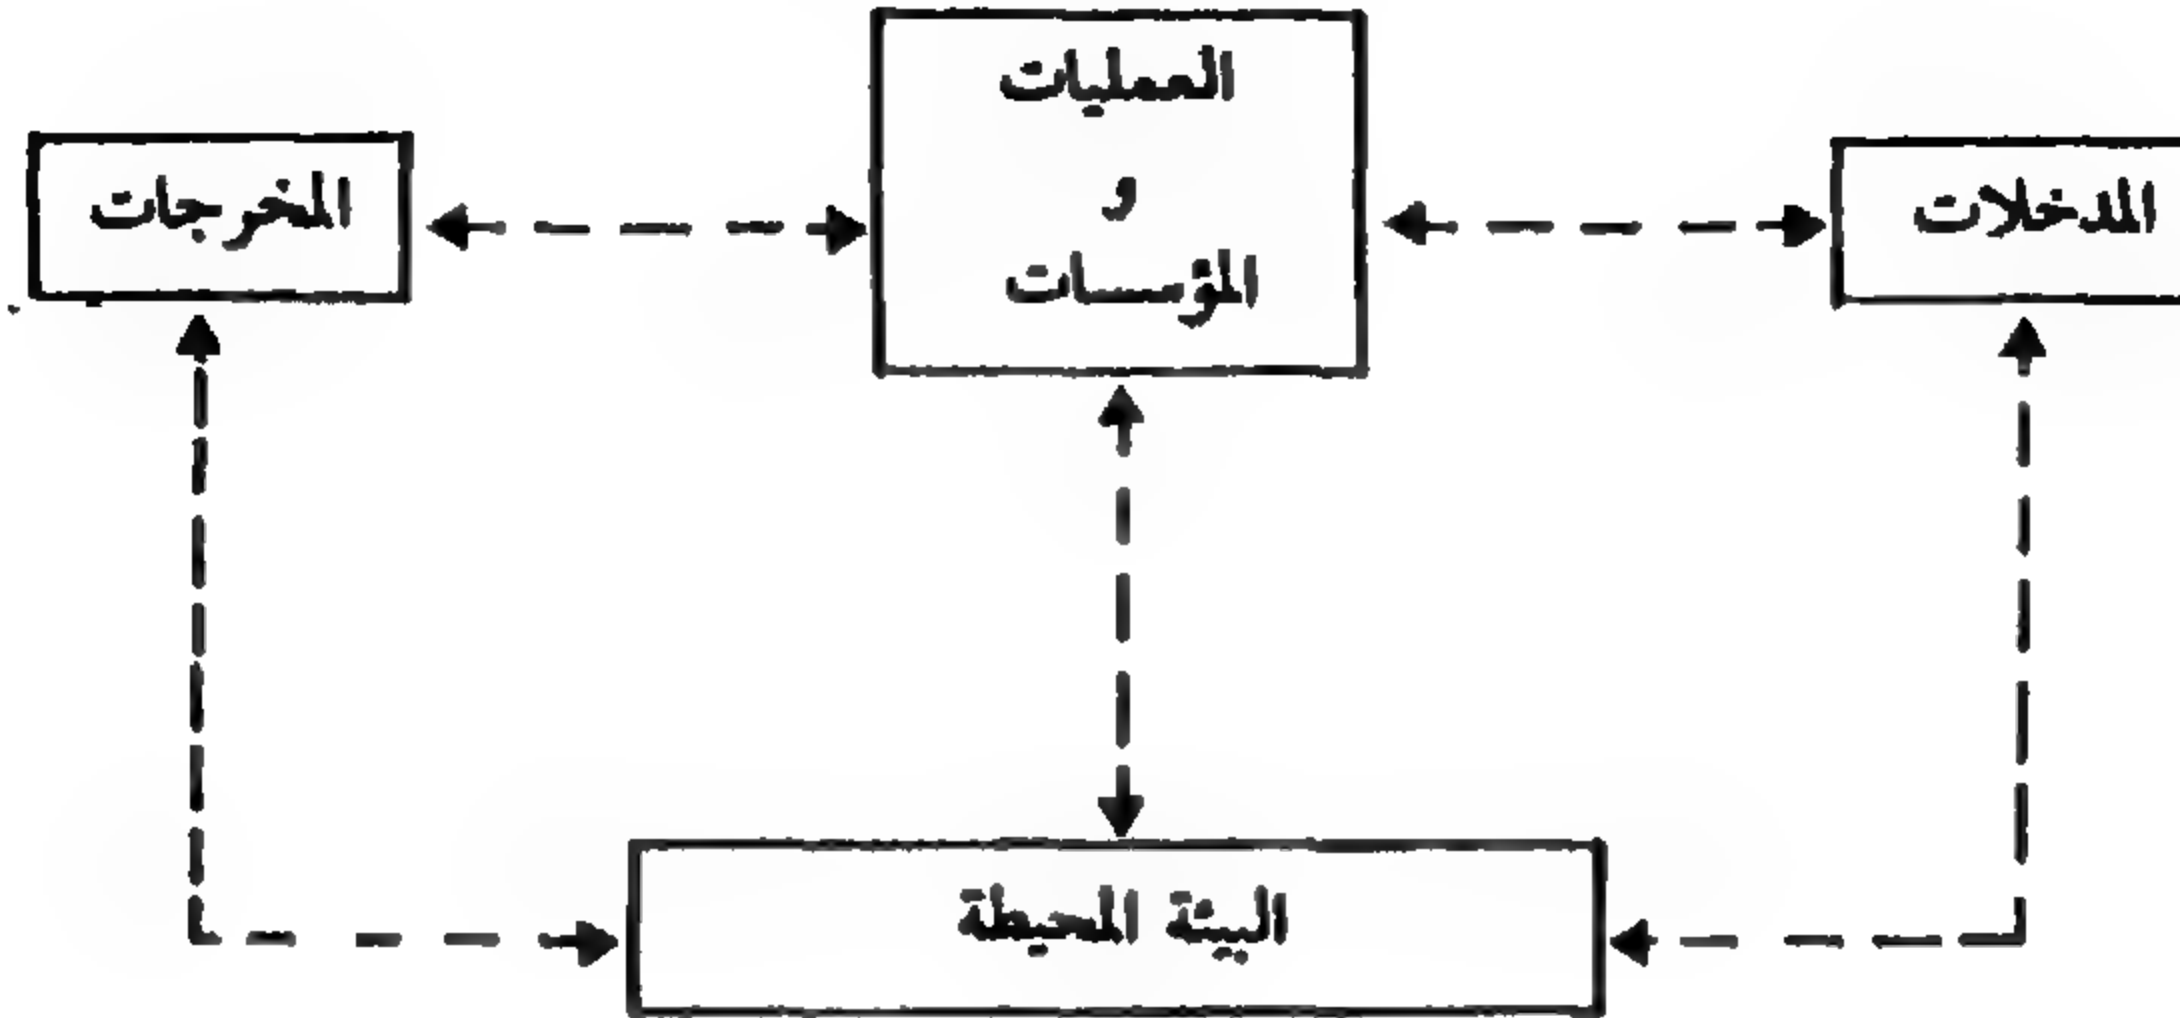 العمليات
و
المؤسسات
المدخلات
المخرجات
البيئة المحيطة